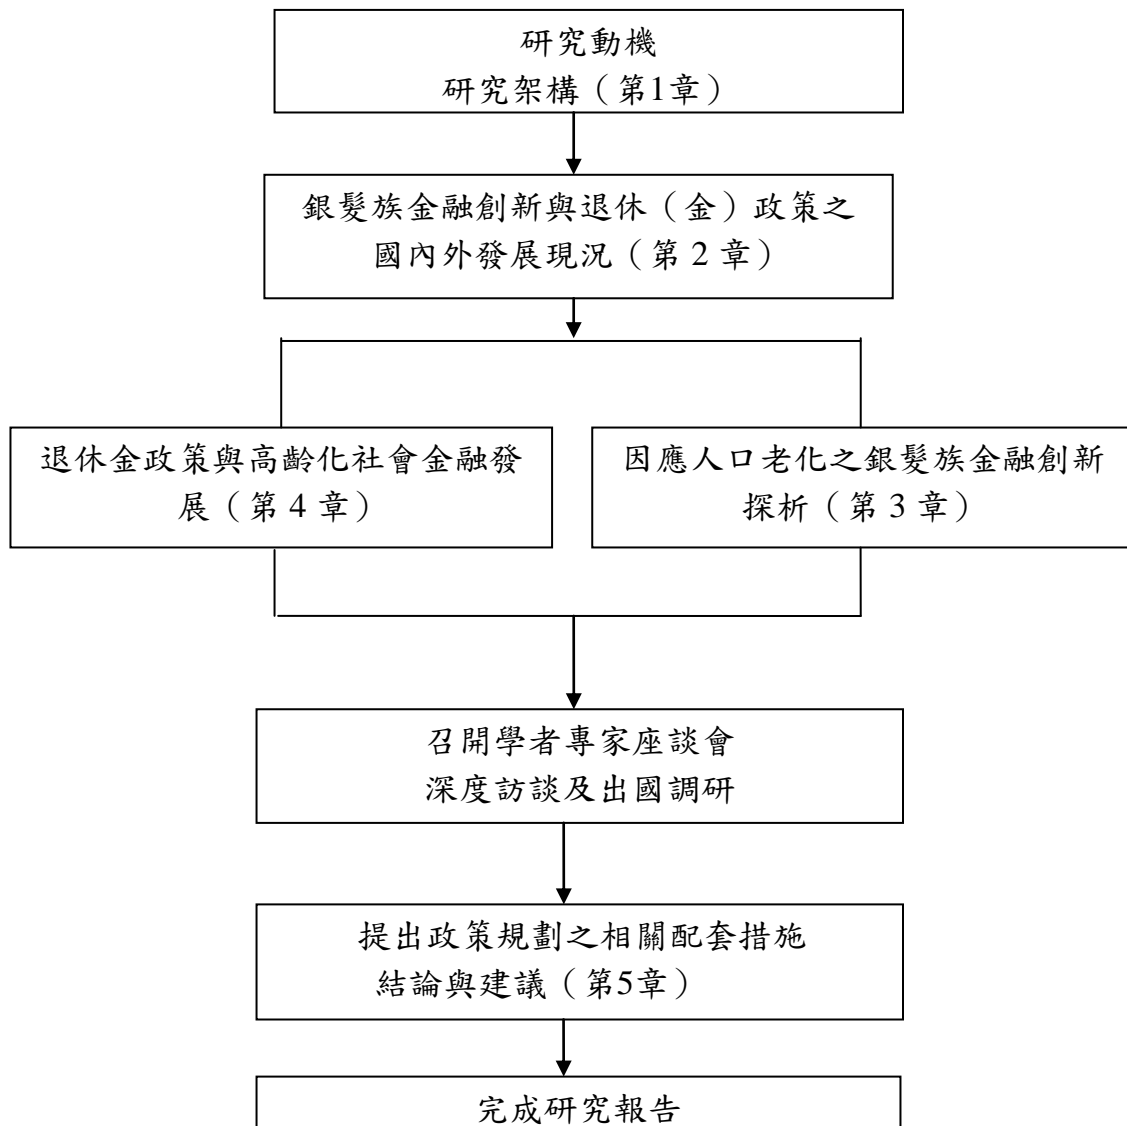 研究動機
研究架構（第1章）
銀髮族金融創新與退休（金）政策之
國內外發展現況（第 2 章）
退休金政策與高齡化社會金融發
展（第 4 章）
因應人口老化之銀髮族金融創新
探析（第 3 章）
召開學者專家座談會
深度訪談及出國調研
提出政策規劃之相關配套措施
結論與建議（第5章）
完成研究報告